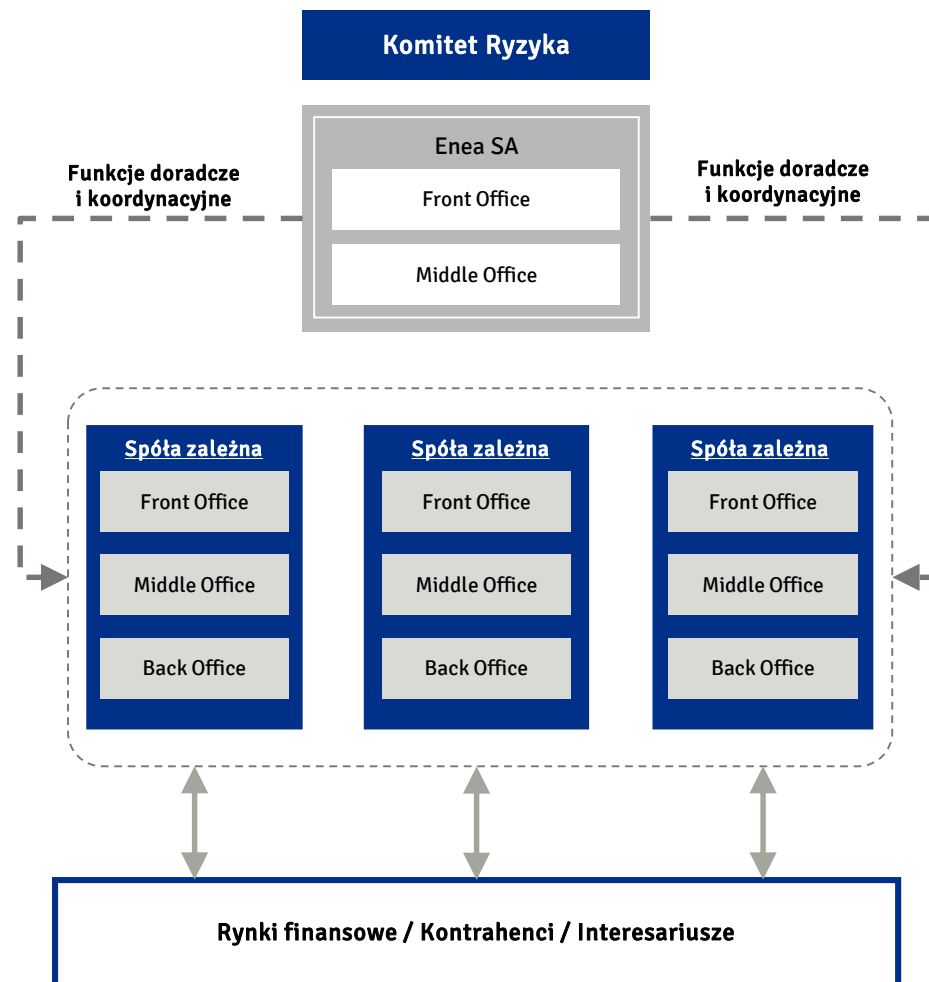 Komitet Ryzyka
Enea SA
Front Office
Middle Office
Funkcje doradcze
i koordynacyjne
Funkcje doradcze
i koordynacyjne
Spóła zależna
Front Office
Middle Office
Back Office
Spóła zależna
Front Office
Middle Office
Back Office
Spóła zależna
Front Office
Middle Office
Back Office
Rynki finansowe / Kontrahenci / Interesariusze